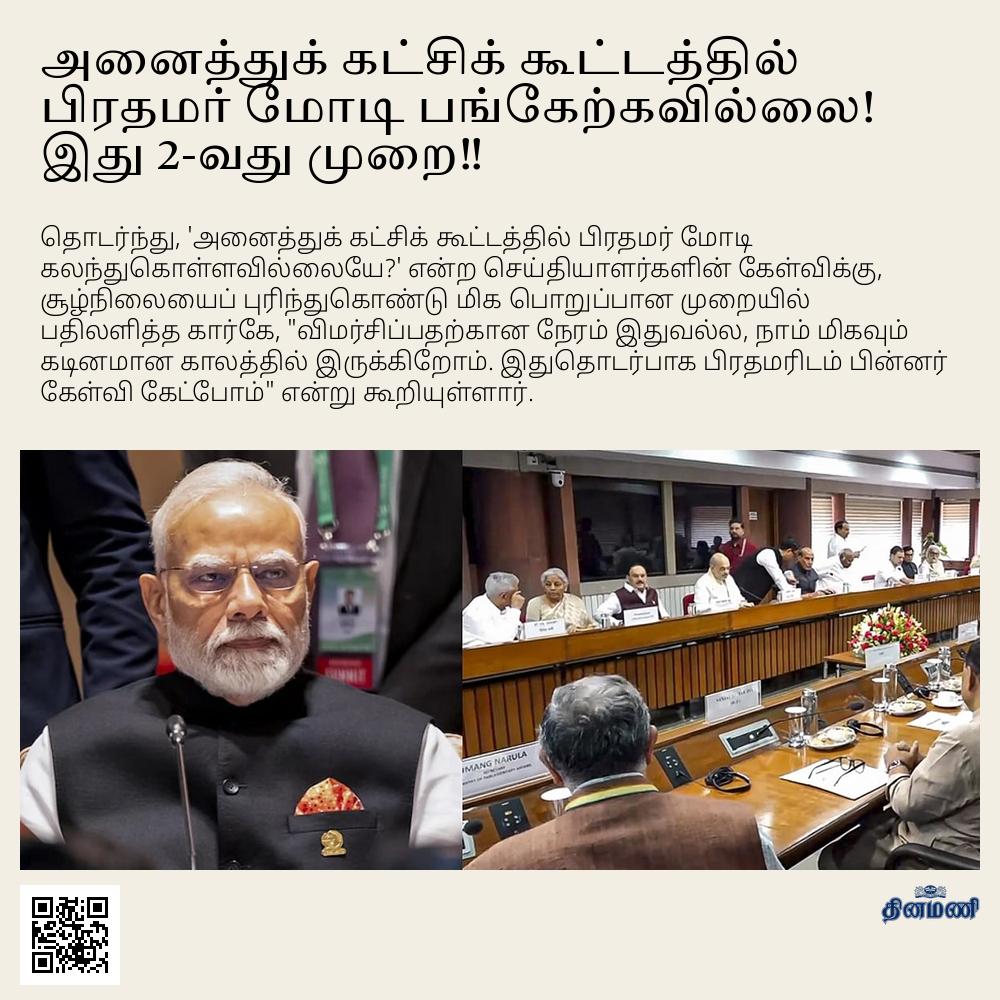 அனைத்துக் கட்சிக் கூட்டத்தில்
பிரதமர் மோடி பங்கேற்கவில்லை!
இது 2-வது முறை!!
தொடர்ந்து, 'அனைத்துக் கட்சிக் கூட்டத்தில் பிரதமர் மோடி
கலந்துகொள்ளவில்லையே?' என்ற செய்தியாளர்களின் கேள்விக்கு,
சூழ்நிலையைப் புரிந்துகொண்டு மிக பொறுப்பான முறையில்
பதிலளித்த கார்கே, "விமர்சிப்பதற்கான நேரம் இதுவல்ல, நாம் மிகவும்
கடினமான காலத்தில் இருக்கிறோம். இதுதொடர்பாக பிரதமரிடம் பின்னர்
கேள்வி கேட்போம்" என்று கூறியுள்ளார்.
IMANG NARULA
SECRETARY
தினமணி